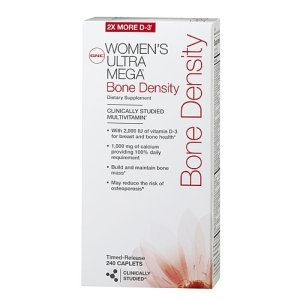 2X MORE D-3†
GNC
WOMEN'S
ULTRA
MEGA®
Bone Density
Dietary Supplement
CLINICALLY STUDIED
MULTIVITAMIN*
• With 2,000 IU of vitamin D-3
for breast and bone health*
• 1,000 mg of calcium
providing 100% daily
requirement
• Build and maintain bone
mass*
• May reduce the risk of
osteoporosis*
Timed-Release
240 CAPLETS
CLINICALLY
STUDIED*
Bone Density